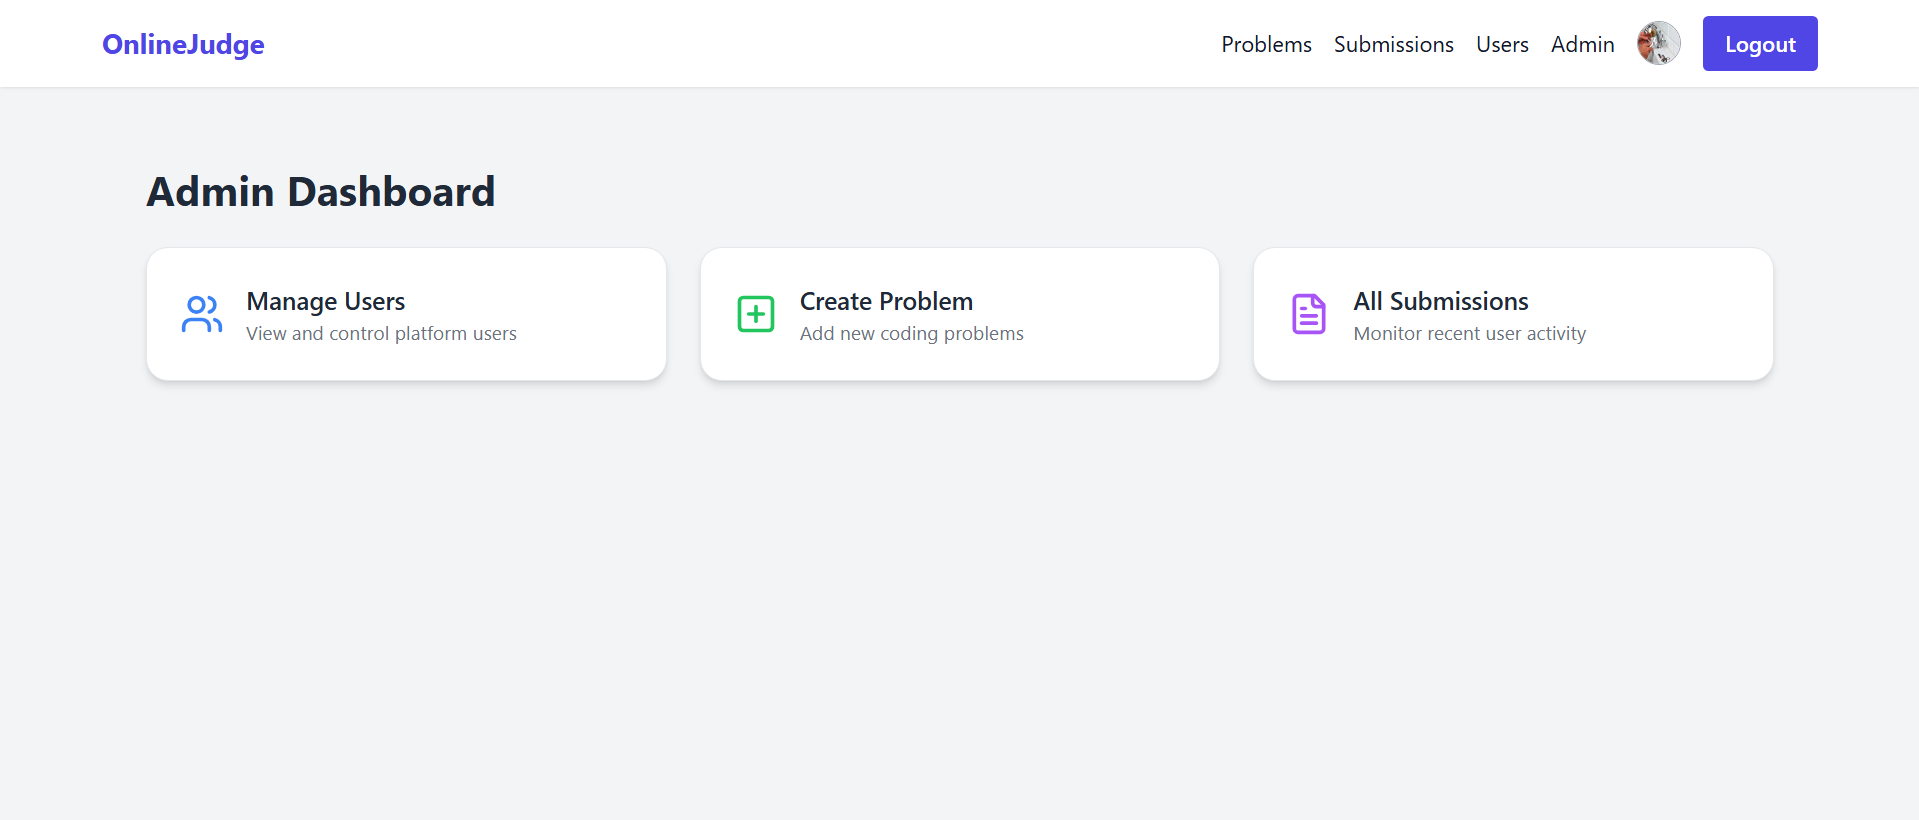 OnlineJudge
Problems Submissions Users Admin Logout
Admin Dashboard
Manage Users
View and control platform users
Create Problem
Add new coding problems
All Submissions
Monitor recent user activity